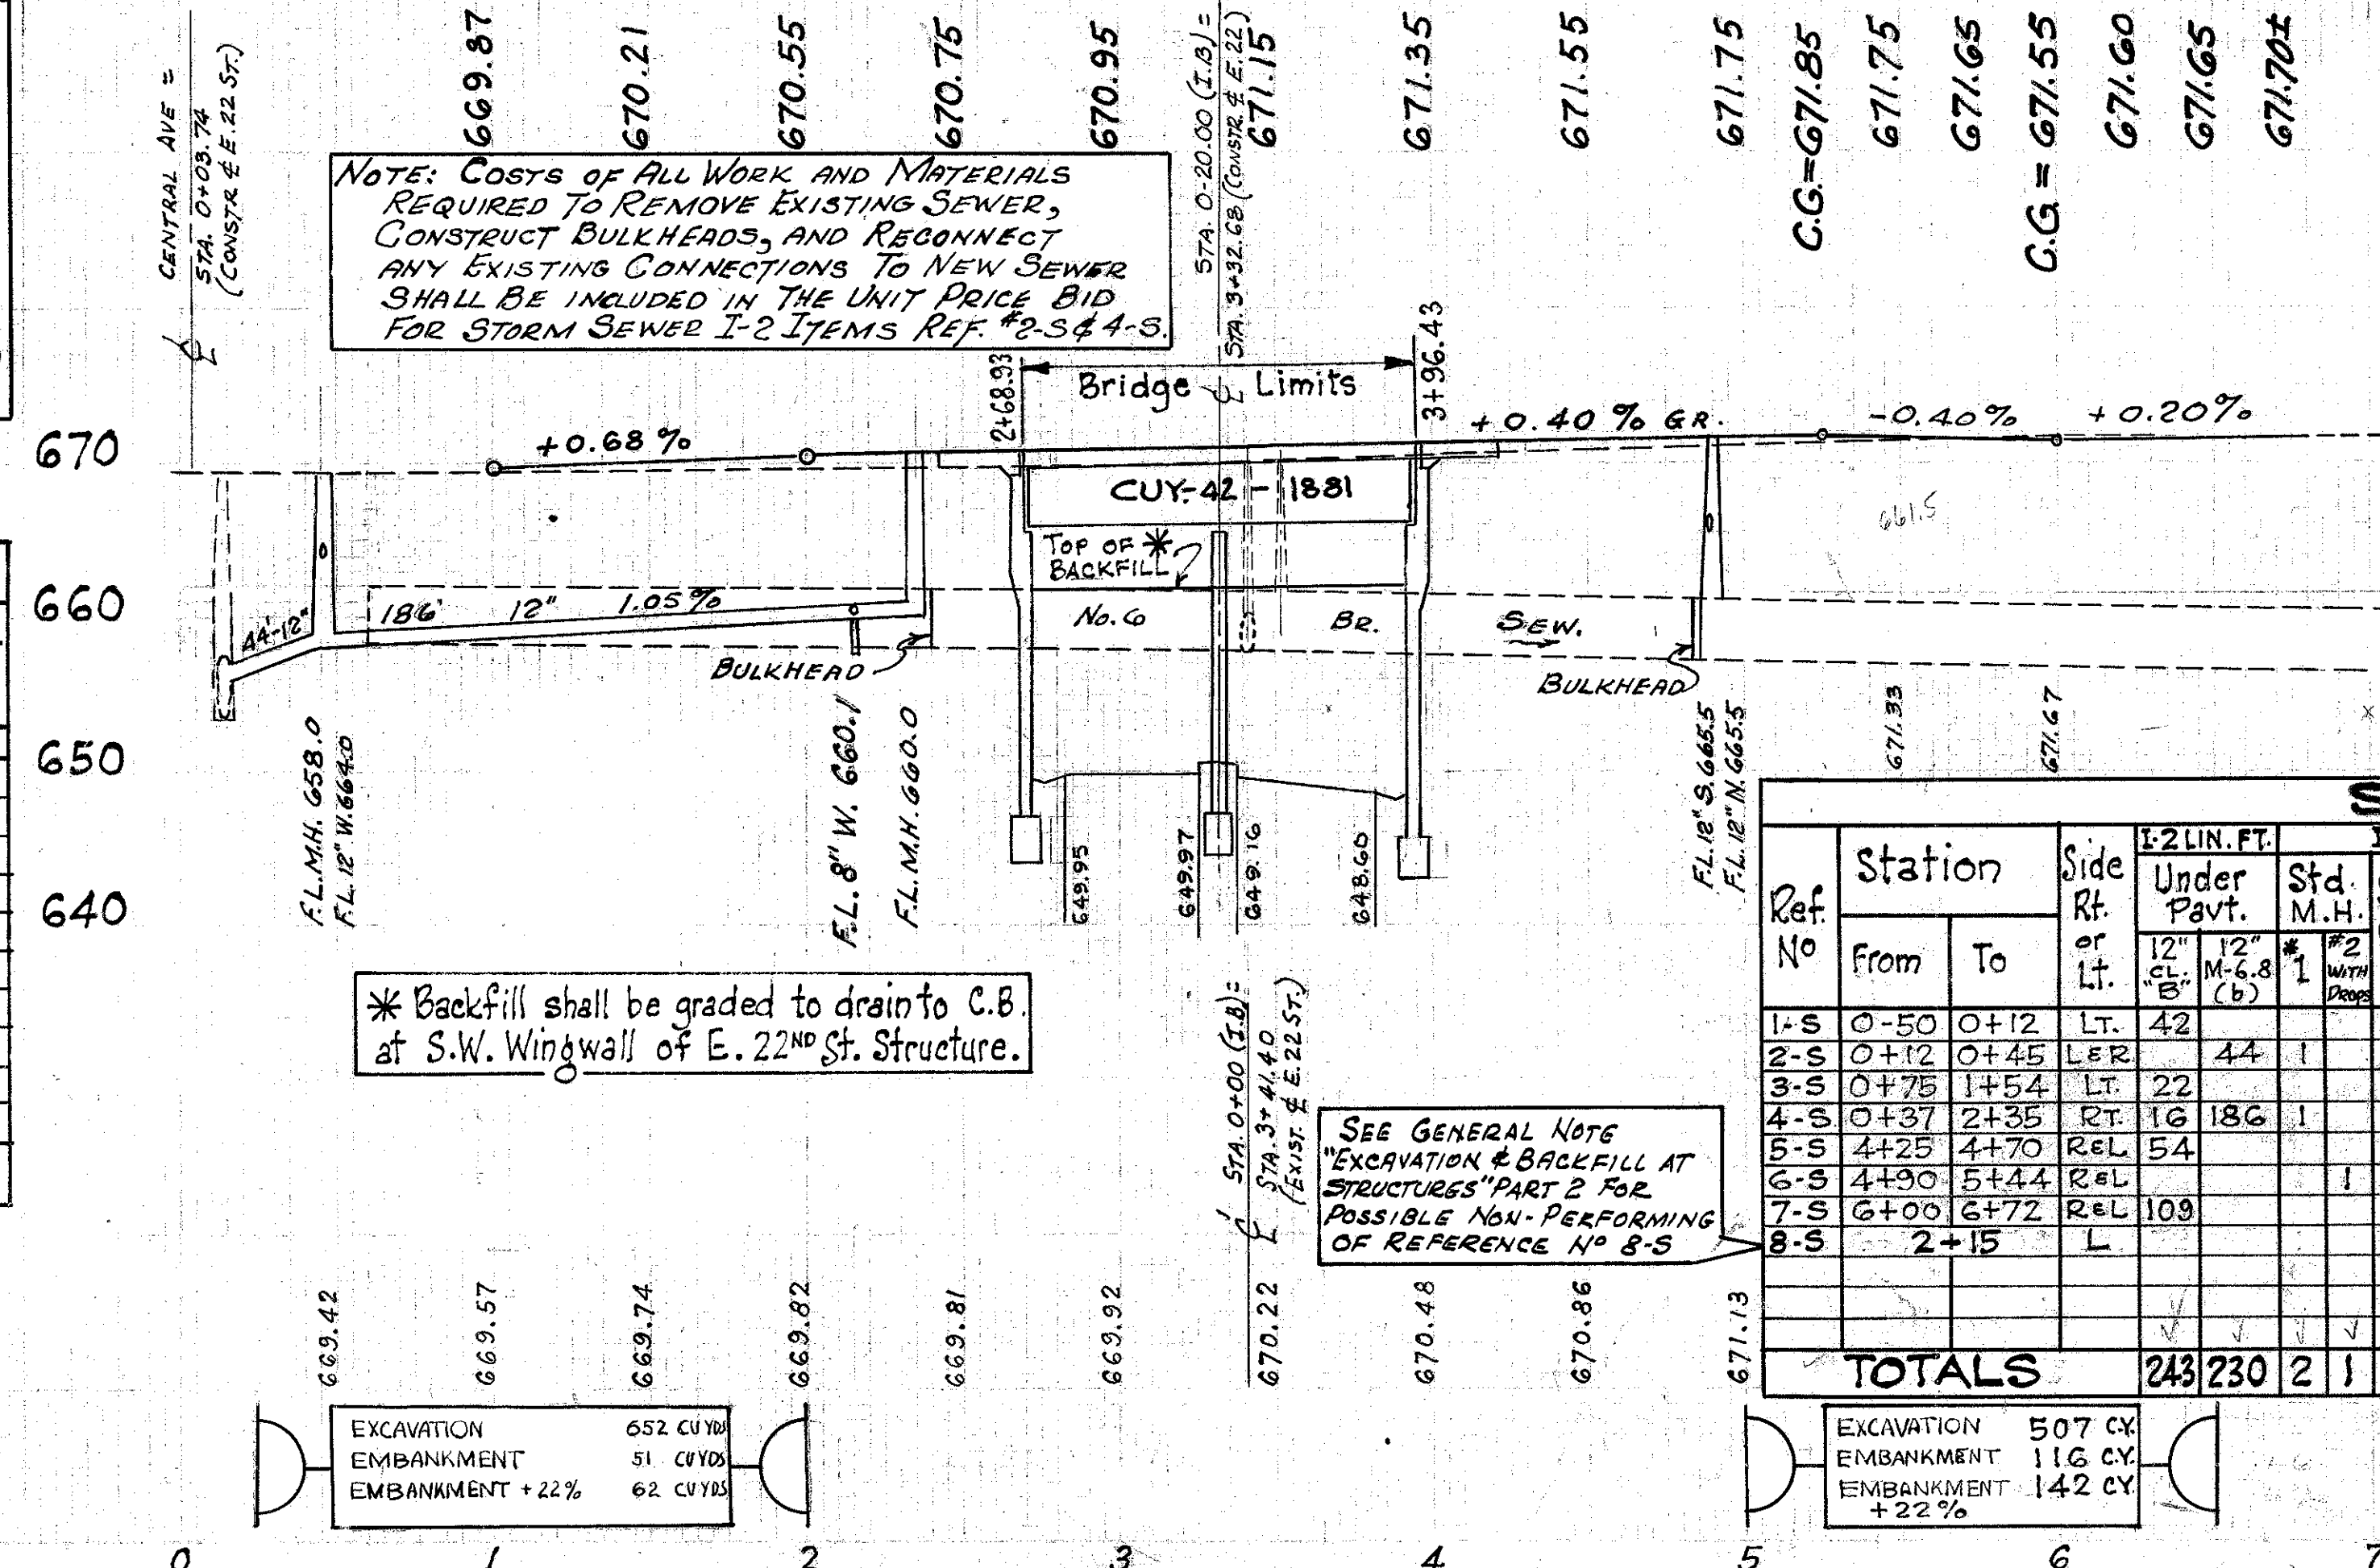 CENTRAL AVE =
STA. 0+03.74
(CONSTR ℄ E.22 ST.)
669.87
670.21
670.55
670.75
670.95
STA. 0-20.00 (I.B) =
STA. 3+32.68 (CONSTR. ℄ E.22)
671.15
671.35
671.55
671.75
C.G.=671.85
671.75
671.65
C.G.=671.55
671.60
671.65
671.70±
NOTE: COSTS OF ALL WORK AND MATERIALS
REQUIRED TO REMOVE EXISTING SEWER,
CONSTRUCT BULKHEADS, AND RECONNECT
ANY EXISTING CONNECTIONS TO NEW SEWER
SHALL BE INCLUDED IN THE UNIT PRICE BID
FOR STORM SEWER I-2 ITEMS REF. #2-S & 4-S.
℄
2+68.93
Bridge ℄ Limits
3+96.43
670
+0.68 %
+0.40 % GR.
-0.40%
+0.20%
CUY-42-1881
661.5
TOP OF *
BACKFILL
660
44'-12"
186' 12" 1.05%
No. 6 BR. SEW.
BULKHEAD
BULKHEAD
650
F.L.M.H. 658.0
F.L. 12" W. 664.0
F.L. 8" W. 660.1
F.L.M.H. 660.0
F.L. 12" S. 665.5
F.L. 12" N. 665.5
671.33
671.67
640
649.95
649.97
649.16
648.60
* Backfill shall be graded to drain to C.B.
at S.W. Wingwall of E. 22ND St. Structure.
℄ STA. 0+00 (I.B) =
STA. 3+41.40
(EXIST. ℄ E.22 ST.)
SEE GENERAL NOTE
"EXCAVATION & BACKFILL AT
STRUCTURES" PART 2 FOR
POSSIBLE NON-PERFORMING
OF REFERENCE Nº 8-S
S
Ref. No Station Side Rt. or Lt. I-2 LIN. FT.
From To Under Pavt. Std. M.H.
12" CL. "B" 12" M-6.8 (b) #1 #2 WITH DROPS
1-S 0-50 0+12 LT. 42
2-S 0+12 0+45 L&R 44 1
3-S 0+75 1+54 LT. 22
4-S 0+37 2+35 RT. 16 186 1
5-S 4+25 4+70 R&L 54
6-S 4+90 5+44 R&L 1
7-S 6+00 6+72 R&L 109
8-S 2+15 L
TOTALS 243 230 2 1
669.42
669.57
669.74
669.82
669.81
669.92
670.22
670.48
670.86
671.13
EXCAVATION 652 CU YDS
EMBANKMENT 51 CU YDS
EMBANKMENT +22% 62 CU YDS
EXCAVATION 507 C.Y.
EMBANKMENT 116 C.Y.
EMBANKMENT 142 CY
+22%
0 1 2 3 4 5 6 7